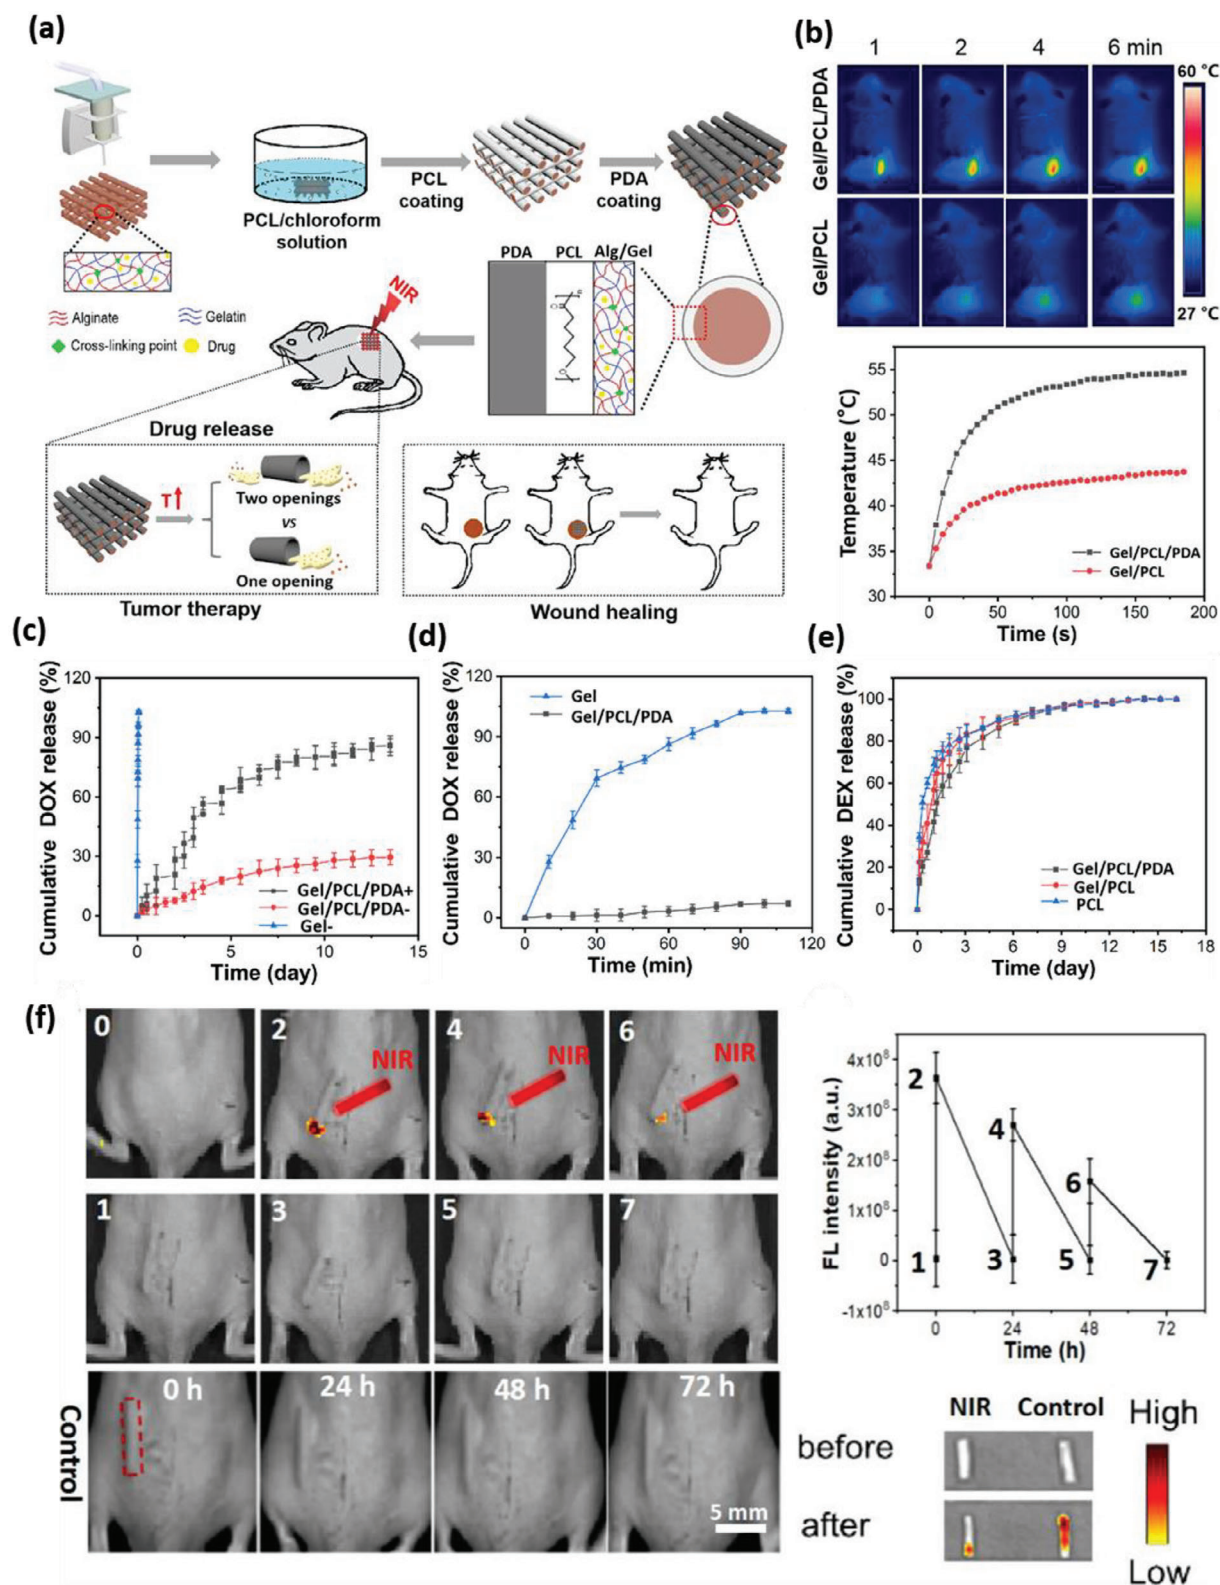 (a)
PCL/chloroform
solution
PCL
coating
PDA
coating
PDA
PCL
Alg/Gel
NIR
Alginate
Gelatin
Cross-linking point
Drug
Drug release
T
Two openings
vs
One opening
Tumor therapy
Wound healing
(b)
1
2
4
6 min
Gel/PCL/PDA
Gel/PCL
60 °C
27 °C
Temperature (°C)
55
50
45
40
35
30
0
50
100
150
200
Gel/PCL/PDA
Gel/PCL
Time (s)
(c)
Cumulative DOX release (%)
120
90
60
30
0
0
5
10
15
Gel/PCL/PDA+
Gel/PCL/PDA-
Gel-
Time (day)
(d)
Cumulative DOX release (%)
120
90
60
30
0
0
30
60
90
120
Gel
Gel/PCL/PDA
Time (min)
(e)
Cumulative DEX release (%)
100
80
60
40
20
0
0
3
6
9
12
15
18
Gel/PCL/PDA
Gel/PCL
PCL
Time (day)
(f)
0
2
NIR
4
NIR
6
NIR
1
3
5
7
Control
0 h
24 h
48 h
72 h
5 mm
FL intensity (a.u.)
4x10⁸
3x10⁸
2x10⁸
1x10⁸
0
-1x10⁸
2
4
6
1
3
5
7
0
24
48
72
Time (h)
NIR
Control
before
after
High
Low